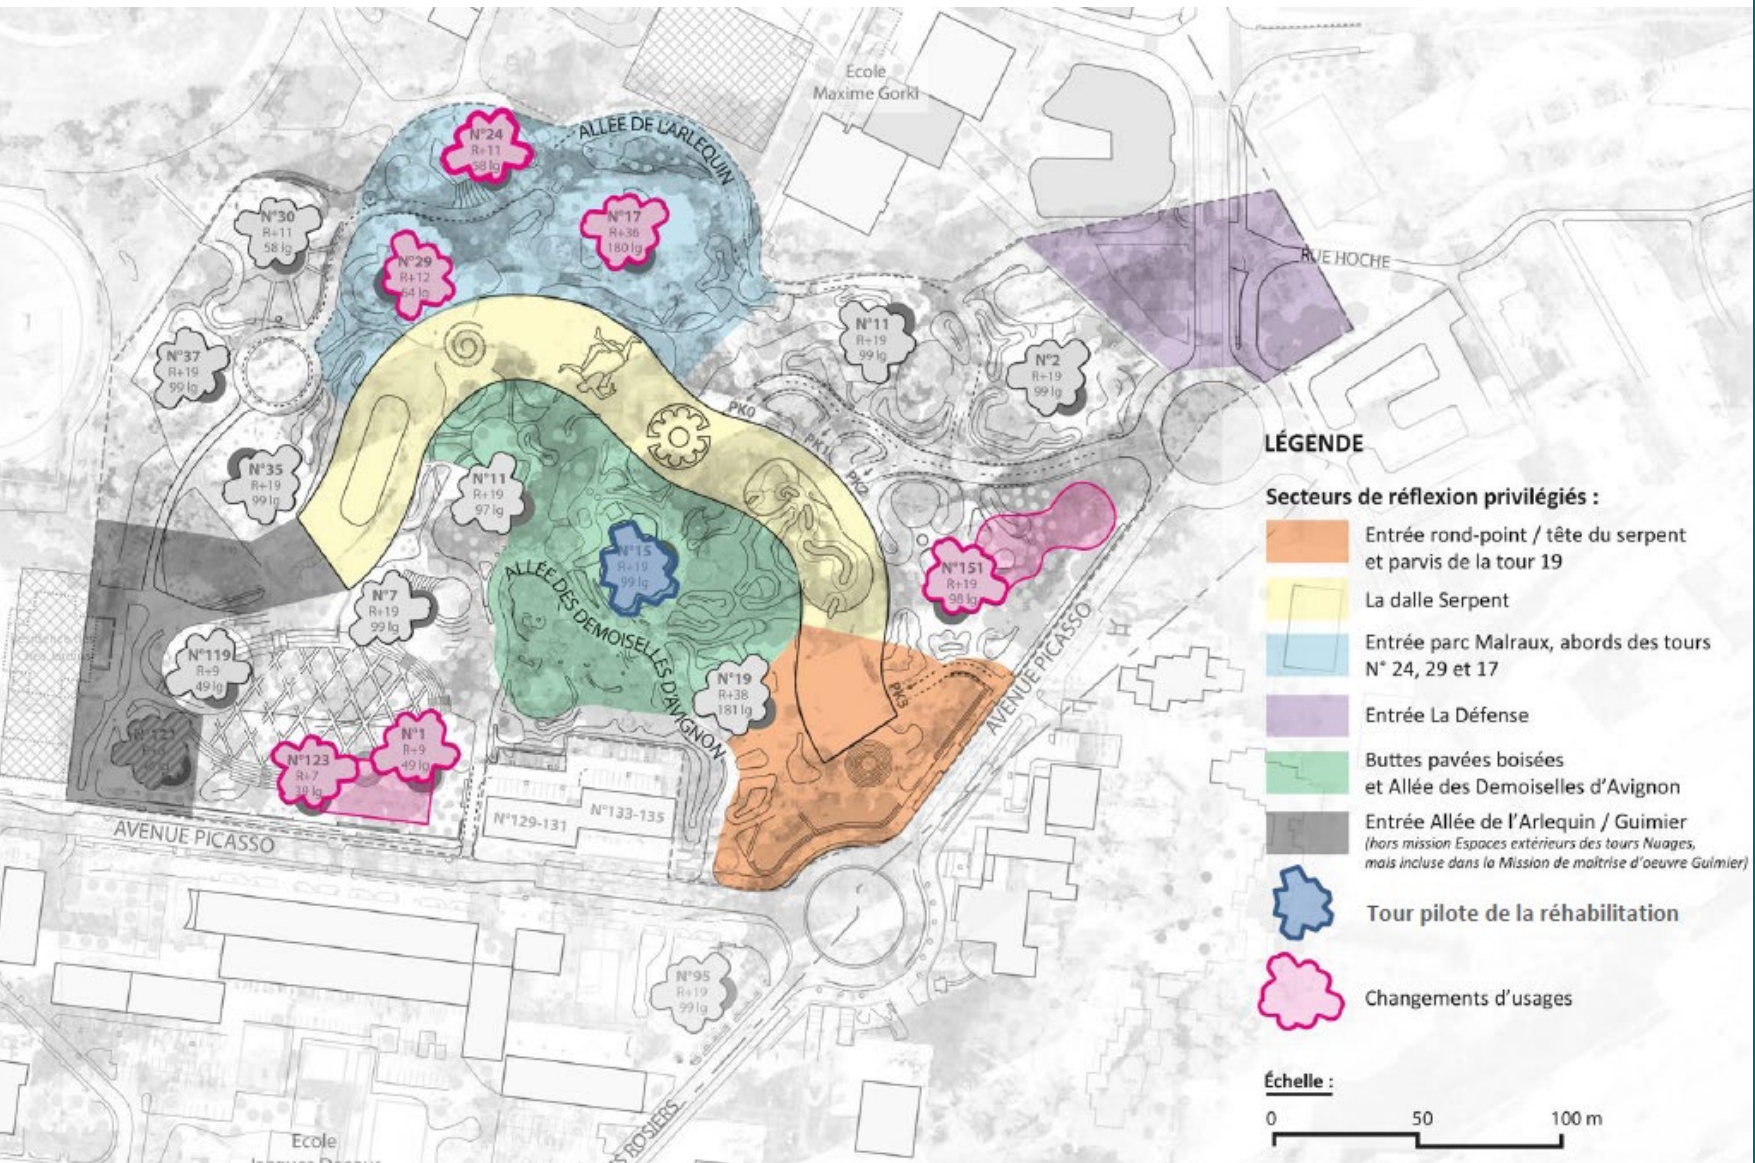 Ecole
Maxime Gorki
ALLÉE DE L'ARLEQUIN
N°24
R+11
58 lg
N°30
R+11
58 lg
N°17
R+36
180 lg
N°29
R+12
64 lg
RUE HOCHE
N°37
R+19
99 lg
N°11
R+19
99 lg
N°2
R+19
99 lg
PK0
PK1
PK2
N°35
R+19
99 lg
N°11
R+19
97 lg
N°15
R+19
99 lg
N°151
R+19
98 lg
ALLÉE DES DEMOISELLES D'AVIGNON
N°7
R+19
99 lg
N°119
R+9
49 lg
N°19
R+38
181 lg
PK3
AVENUE PICASSO
N°1
R+9
49 lg
N°123
R+7
39 lg
N°129-131
N°133-135
AVENUE PICASSO
N°95
R+19
99 lg
ROSIERS
Ecole
LÉGENDE
Secteurs de réflexion privilégiés :
Entrée rond-point / tête du serpent
et parvis de la tour 19
La dalle Serpent
Entrée parc Malraux, abords des tours
N° 24, 29 et 17
Entrée La Défense
Buttes pavées boisées
et Allée des Demoiselles d'Avignon
Entrée Allée de l'Arlequin / Guimier
(hors mission Espaces extérieurs des tours Nuages,
mais incluse dans la Mission de maîtrise d'oeuvre Guimier)
Tour pilote de la réhabilitation
Changements d'usages
Échelle :
0 50 100 m